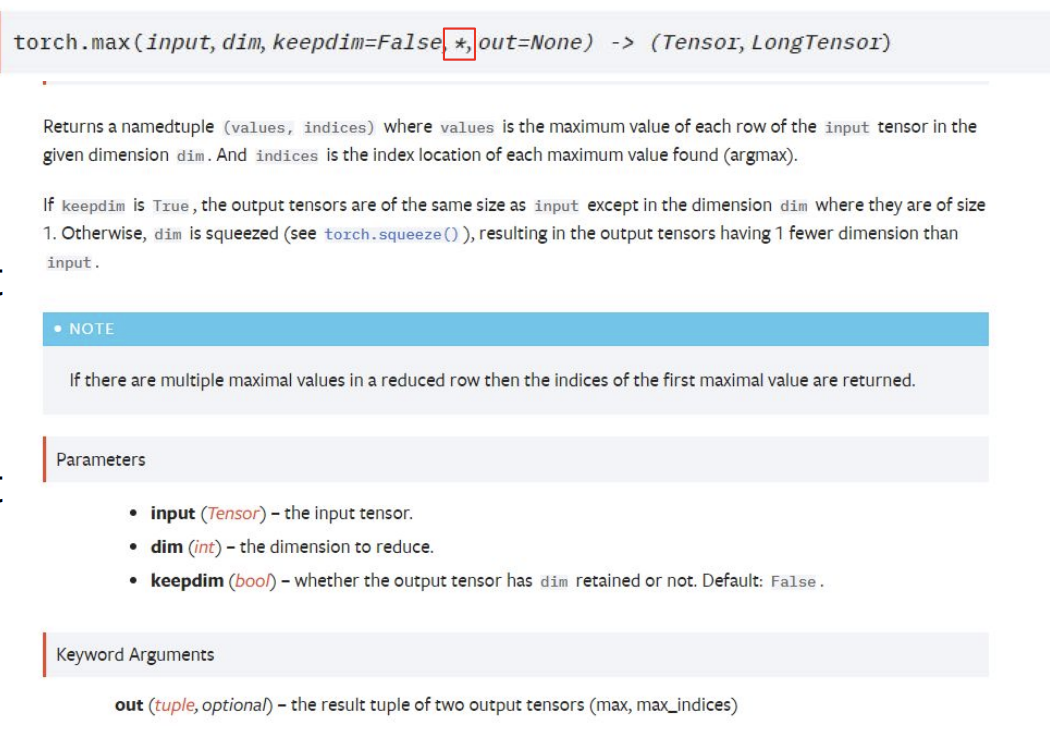 torch.max(input, dim, keepdim=False, *, out=None) -> (Tensor, LongTensor)
Returns a namedtuple (values, indices) where values is the maximum value of each row of the input tensor in the
given dimension dim. And indices is the index location of each maximum value found (argmax).
If keepdim is True, the output tensors are of the same size as input except in the dimension dim where they are of size
1. Otherwise, dim is squeezed (see torch.squeeze()), resulting in the output tensors having 1 fewer dimension than
input.
• NOTE
If there are multiple maximal values in a reduced row then the indices of the first maximal value are returned.
Parameters
• input (Tensor) – the input tensor.
• dim (int) – the dimension to reduce.
• keepdim (bool) – whether the output tensor has dim retained or not. Default: False.
Keyword Arguments
out (tuple, optional) – the result tuple of two output tensors (max, max_indices)